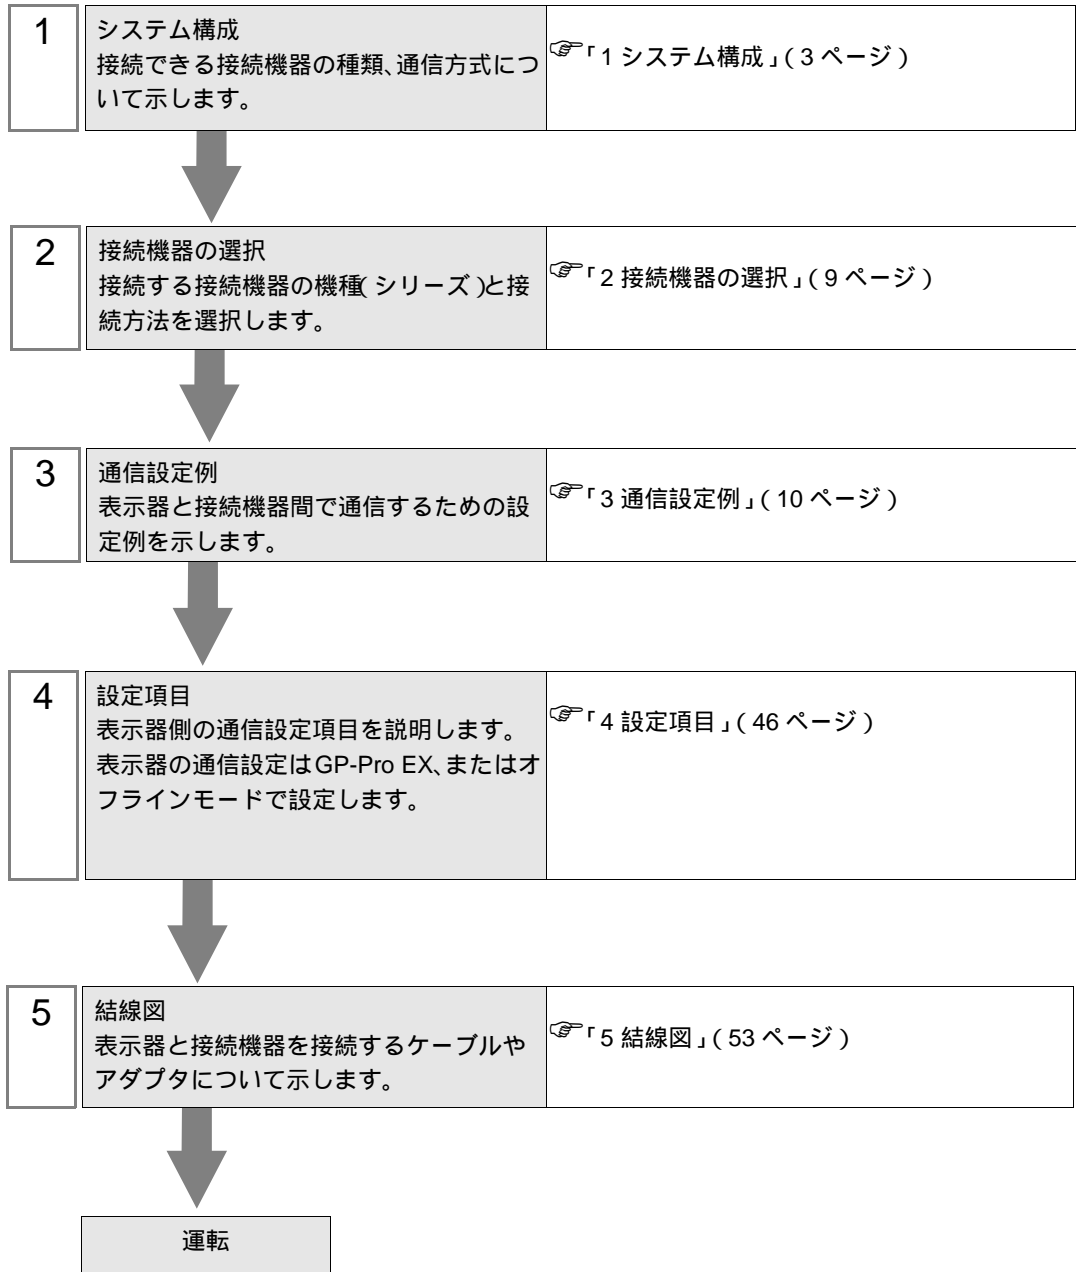 1
システム構成
接続できる接続機器の種類、通信方式につ
いて示します。
☞「1 システム構成」( 3 ページ )
2
接続機器の選択
接続する接続機器の機種( シリーズ )と接
続方法を選択します。
☞「2 接続機器の選択」( 9 ページ )
3
通信設定例
表示器と接続機器間で通信するための設
定例を示します。
☞「3 通信設定例」( 10 ページ )
4
設定項目
表示器側の通信設定項目を説明します。
表示器の通信設定はGP-Pro EX、またはオ
フラインモードで設定します。
☞「4 設定項目」( 46 ページ )
5
結線図
表示器と接続機器を接続するケーブルや
アダプタについて示します。
☞「5 結線図」( 53 ページ )
運転